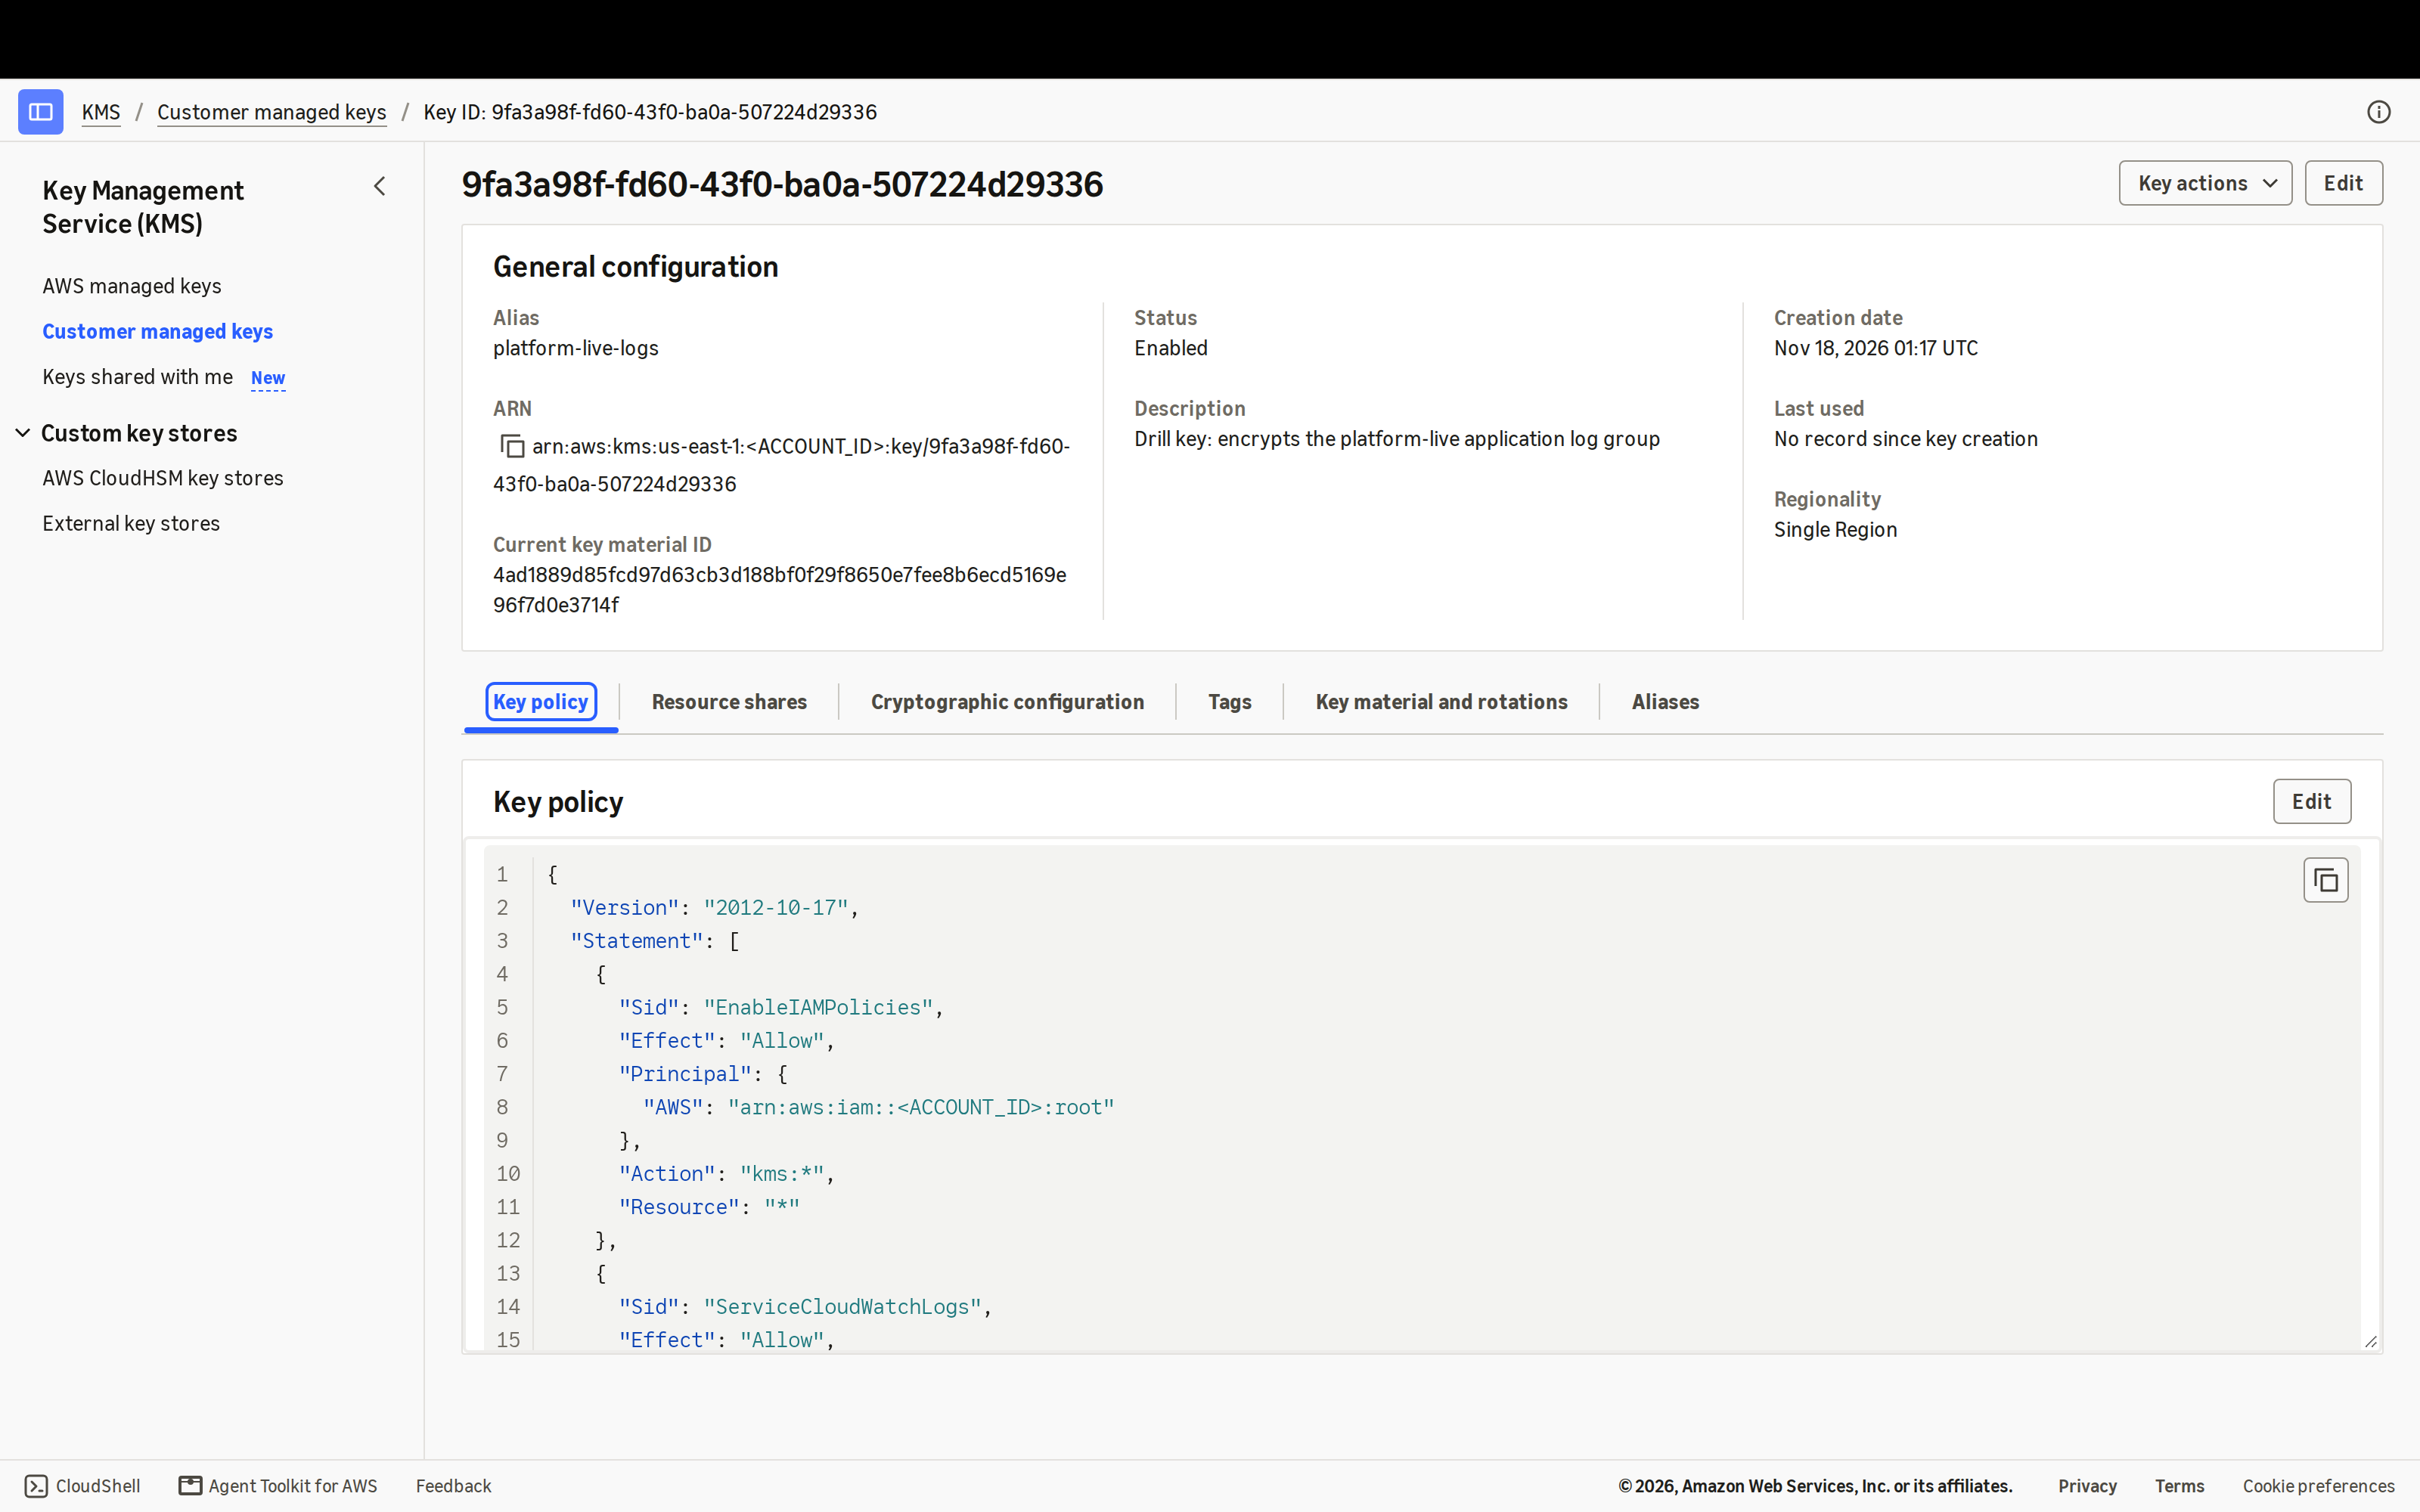 KMS / Customer managed keys / Key ID: 9fa3a98f-fd60-43f0-ba0a-507224d29336
Key Management
Service (KMS)
AWS managed keys
Customer managed keys
Keys shared with me New
Custom key stores
AWS CloudHSM key stores
External key stores
9fa3a98f-fd60-43f0-ba0a-507224d29336
Key actions
Edit
General configuration
Alias
platform-live-logs
ARN
arn:aws:kms:us-east-1:<ACCOUNT_ID>:key/9fa3a98f-fd60-
43f0-ba0a-507224d29336
Current key material ID
4ad1889d85fcd97d63cb3d188bf0f29f8650e7fee8b6ecd5169e
96f7d0e3714f
Status
Enabled
Description
Drill key: encrypts the platform-live application log group
Creation date
Nov 18, 2026 01:17 UTC
Last used
No record since key creation
Regionality
Single Region
Key policy
Resource shares
Cryptographic configuration
Tags
Key material and rotations
Aliases
Key policy
Edit
1 {
2 "Version": "2012-10-17",
3 "Statement": [
4 {
5 "Sid": "EnableIAMPolicies",
6 "Effect": "Allow",
7 "Principal": {
8 "AWS": "arn:aws:iam::<ACCOUNT_ID>:root"
9 },
10 "Action": "kms:*",
11 "Resource": "*"
12 },
13 {
14 "Sid": "ServiceCloudWatchLogs",
15 "Effect": "Allow",
CloudShell
Agent Toolkit for AWS
Feedback
© 2026, Amazon Web Services, Inc. or its affiliates.
Privacy
Terms
Cookie preferences